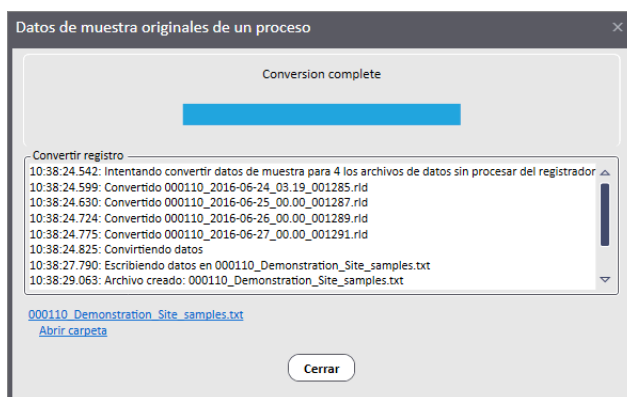 Datos de muestra originales de un proceso
Conversion complete
Convertir registro
10:38:24.542: Intentando convertir datos de muestra para 4 los archivos de datos sin procesar del registrador
10:38:24.599: Convertido 000110_2016-06-24_03.19_001285.rld
10:38:24.630: Convertido 000110_2016-06-25_00.00_001287.rld
10:38:24.724: Convertido 000110_2016-06-26_00.00_001289.rld
10:38:24.775: Convertido 000110_2016-06-27_00.00_001291.rld
10:38:24.825: Convirtiendo datos
10:38:27.790: Escribiendo datos en 000110_Demonstration_Site_samples.txt
10:38:29.063: Archivo creado: 000110_Demonstration_Site_samples.txt
000110_Demonstration_Site_samples.txt
Abrir carpeta
Cerrar